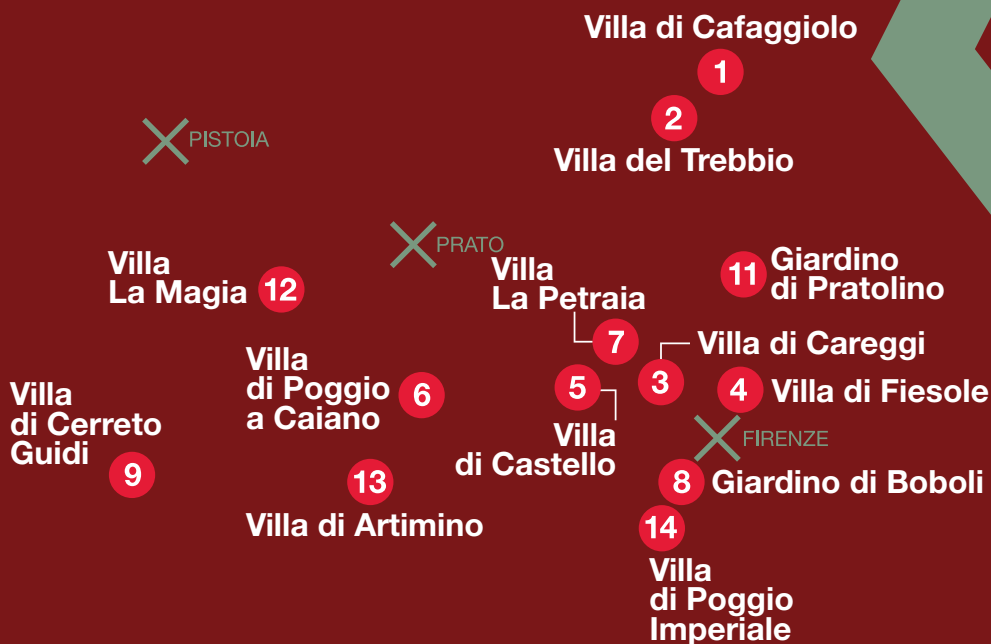 Villa di Cafaggiolo
1
2
Villa del Trebbio
PISTOIA
PRATO
Villa
La Magia
12
Villa
La Petraia
7
11
Giardino
di Pratolino
Villa di Careggi
3
5
Villa
di Castello
4
Villa di Fiesole
Villa
di Poggio
a Caiano
6
Villa
di Cerreto
Guidi
9
FIRENZE
13
Villa di Artimino
8
Giardino di Boboli
14
Villa
di Poggio
Imperiale